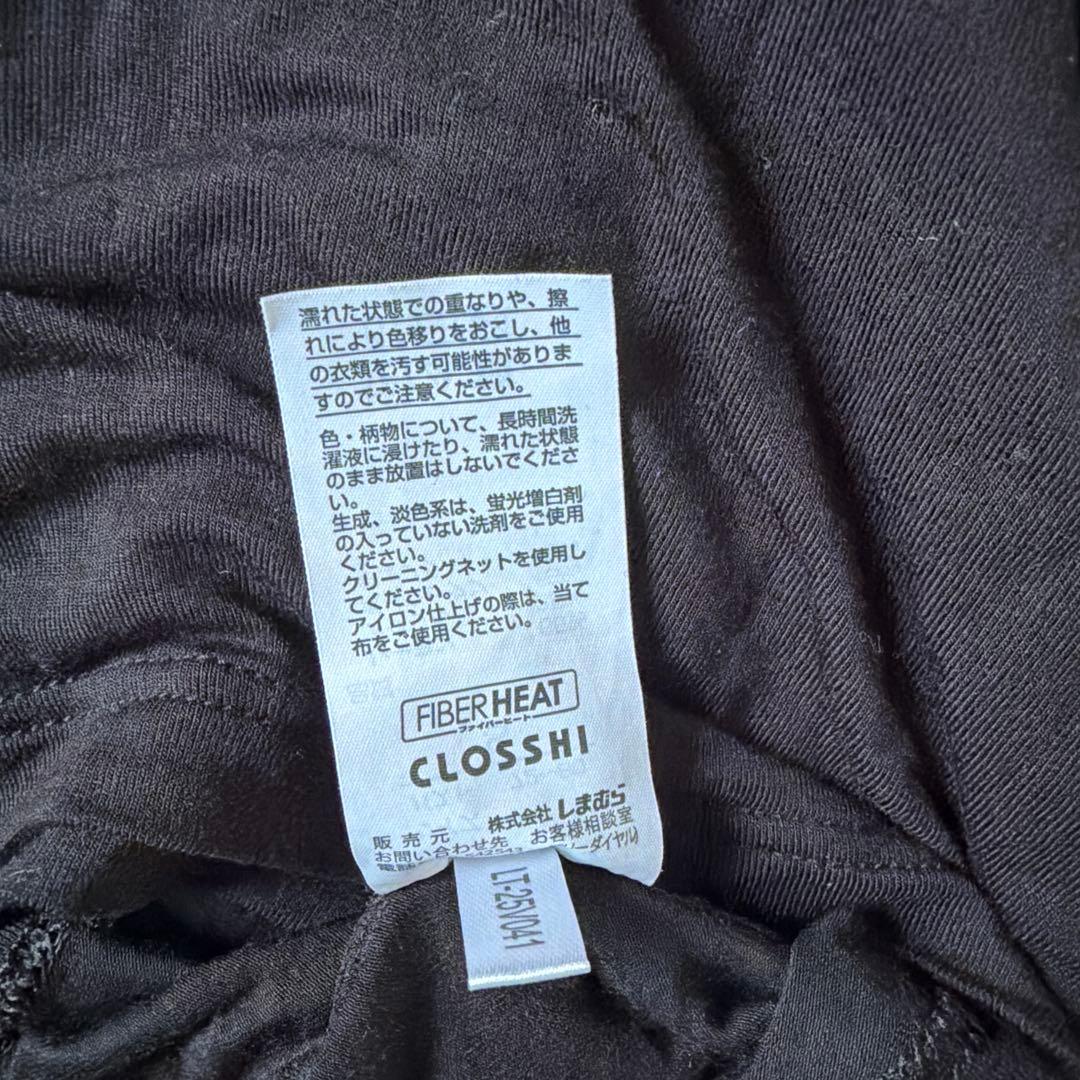 濡れた状態での重なりや、擦
れにより色移りをおこし、他
の衣類を汚す可能性がありま
すのでご注意ください。
色・柄物について、長時間洗
濯液に浸けたり、濡れた状態
のまま放置はしないでくださ
い。
生成、淡色系は、蛍光増白剤
の入っていない洗剤をご使用
ください。
クリーニングネットを使用し
てください。
アイロン仕上げの際は、当て
布をご使用ください。
FIBERHEAT
ファイバーヒート
CLOSSHI
販売元 株式会社しまむら
お問い合わせ先 お客様相談室
ーダイヤル)
LT-25V041